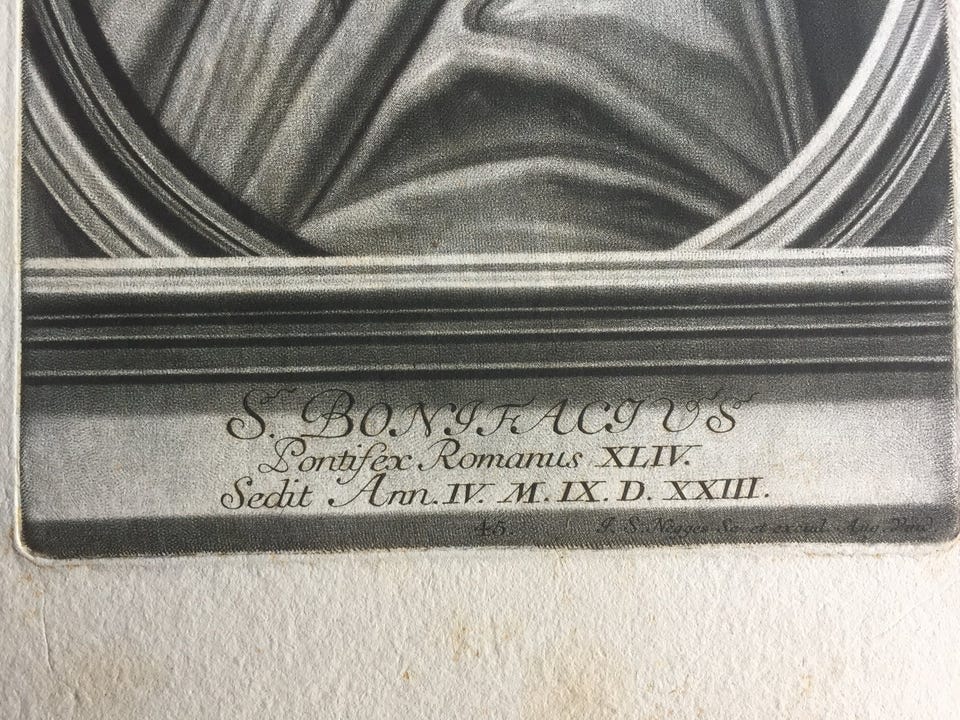 S. BONIFACIUS
Pontifex Romanus XLIV.
Sedit Ann. IV. M. IX. D. XXIII.
45. J. S. Negges Sc. et excud. Aug. Vind.